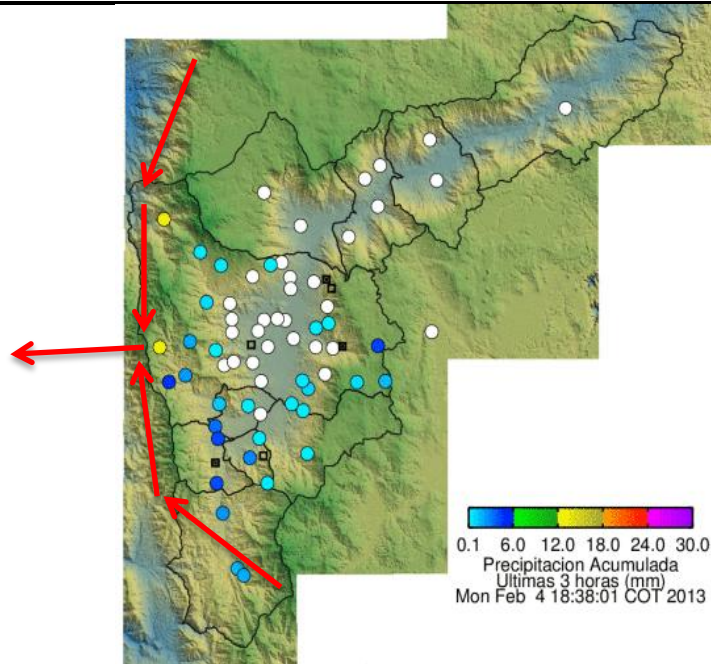 0.1 6.0 12.0 18.0 24.0 30.0
Precipitacion Acumulada
Ultimas 3 horas (mm)
Mon Feb 4 18:38:01 COT 2013